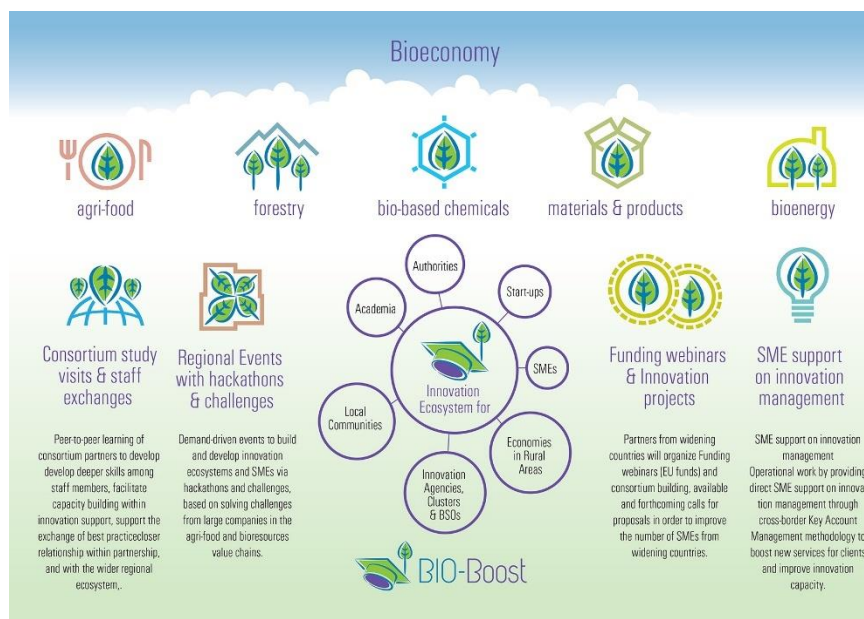 Bioeconomy
agri-food
forestry
bio-based chemicals
materials & products
bioenergy
Consortium study
visits & staff
exchanges
Peer-to-peer learning of
consortium partners to develop
develop deeper skills among
staff members, facilitate
capacity building within
innovation support, support the
exchange of best practicecloser
relationship within partnership,
and with the wider regional
ecosystem,.
Regional Events
with hackathons
& challenges
Demand-driven events to build
and develop innovation
ecosystems and SMEs via
hackathons and challenges,
based on solving challenges
from large companies in the
agri-food and bioresources
value chains.
Authorities
Start-ups
Academia
SMEs
Innovation
Ecosystem for
Local
Communities
Economies
in Rural
Areas
Innovation
Agencies,
Clusters
& BSOs
BIO-Boost
Funding webinars
& Innovation
projects
Partners from widening
countries will organize Funding
webinars (EU funds) and
consortium building, available
and forthcoming calls for
proposals in order to improve
the number of SMEs from
widening countries.
SME support
on innovation
management
SME support on innovation
management
Operational work by providing
direct SME support on innova
tion management through
cross-border Key Account
Management methodology to
boost new services for clients
and improve innovation
capacity.